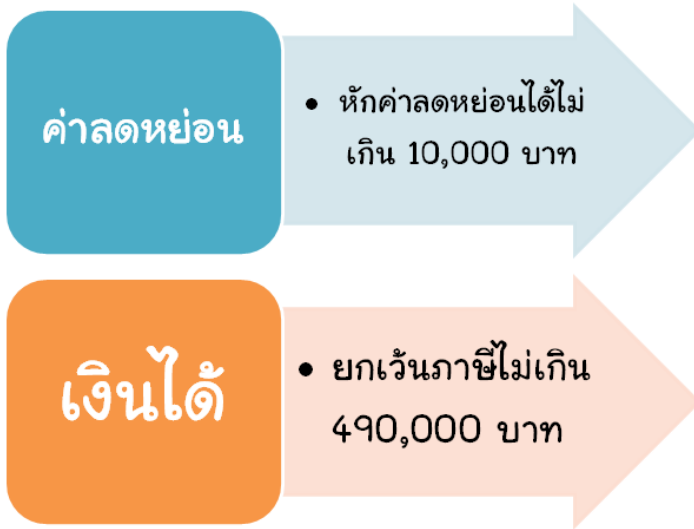 ค่าลดหย่อน
• หักค่าลดหย่อนได้ไม่
เกิน 10,000 บาท
เงินได้
• ยกเว้นภาษีไม่เกิน
490,000 บาท